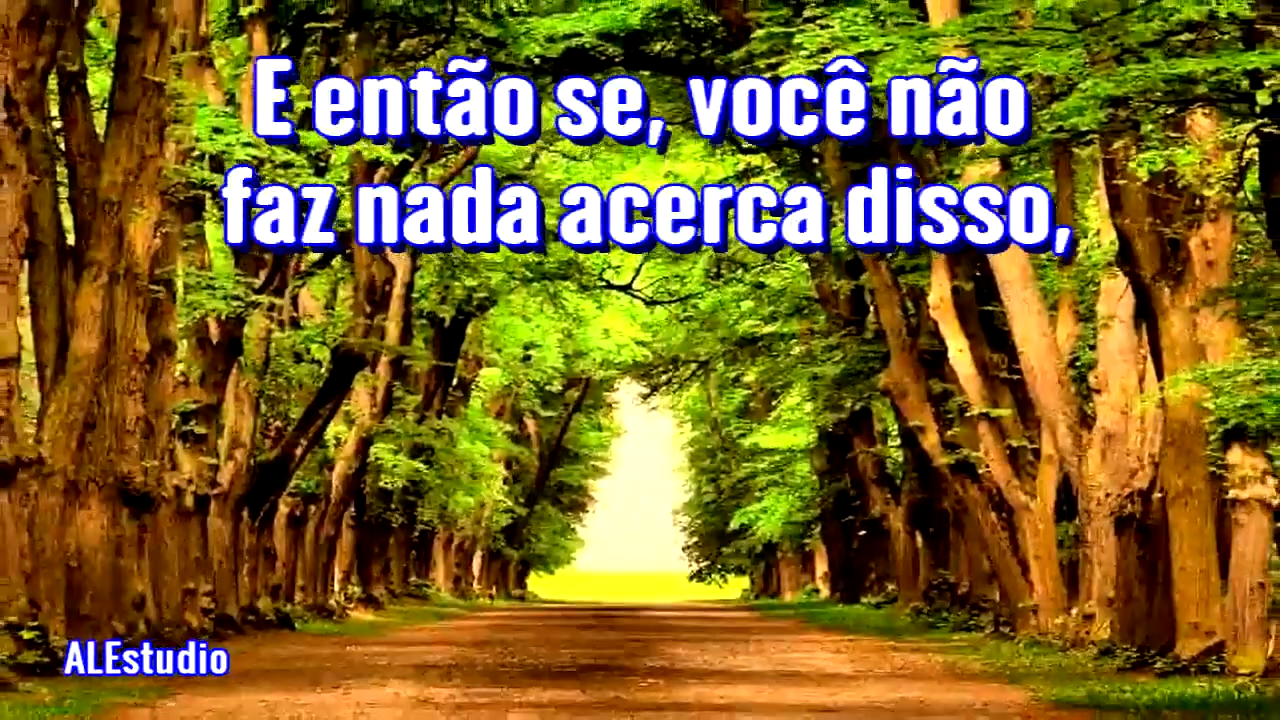 E então se, você não
faz nada acerca disso,
ALEstudio